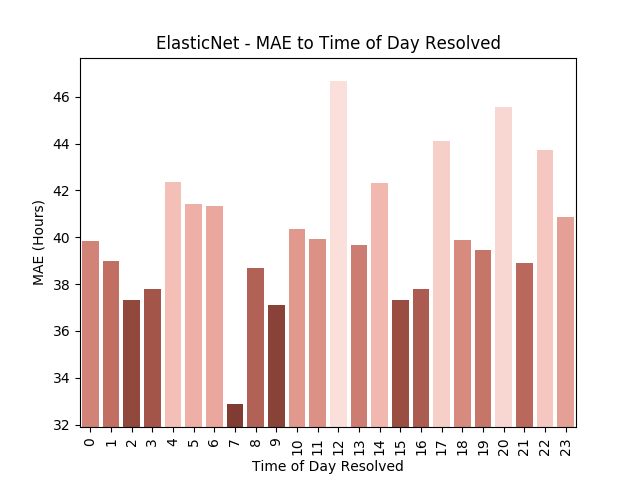 ElasticNet - MAE to Time of Day Resolved
46
44
42
40
38
36
34
32
MAE (Hours)
0 1 2 3 4 5 6 7 8 9 10 11 12 13 14 15 16 17 18 19 20 21 22 23
Time of Day Resolved